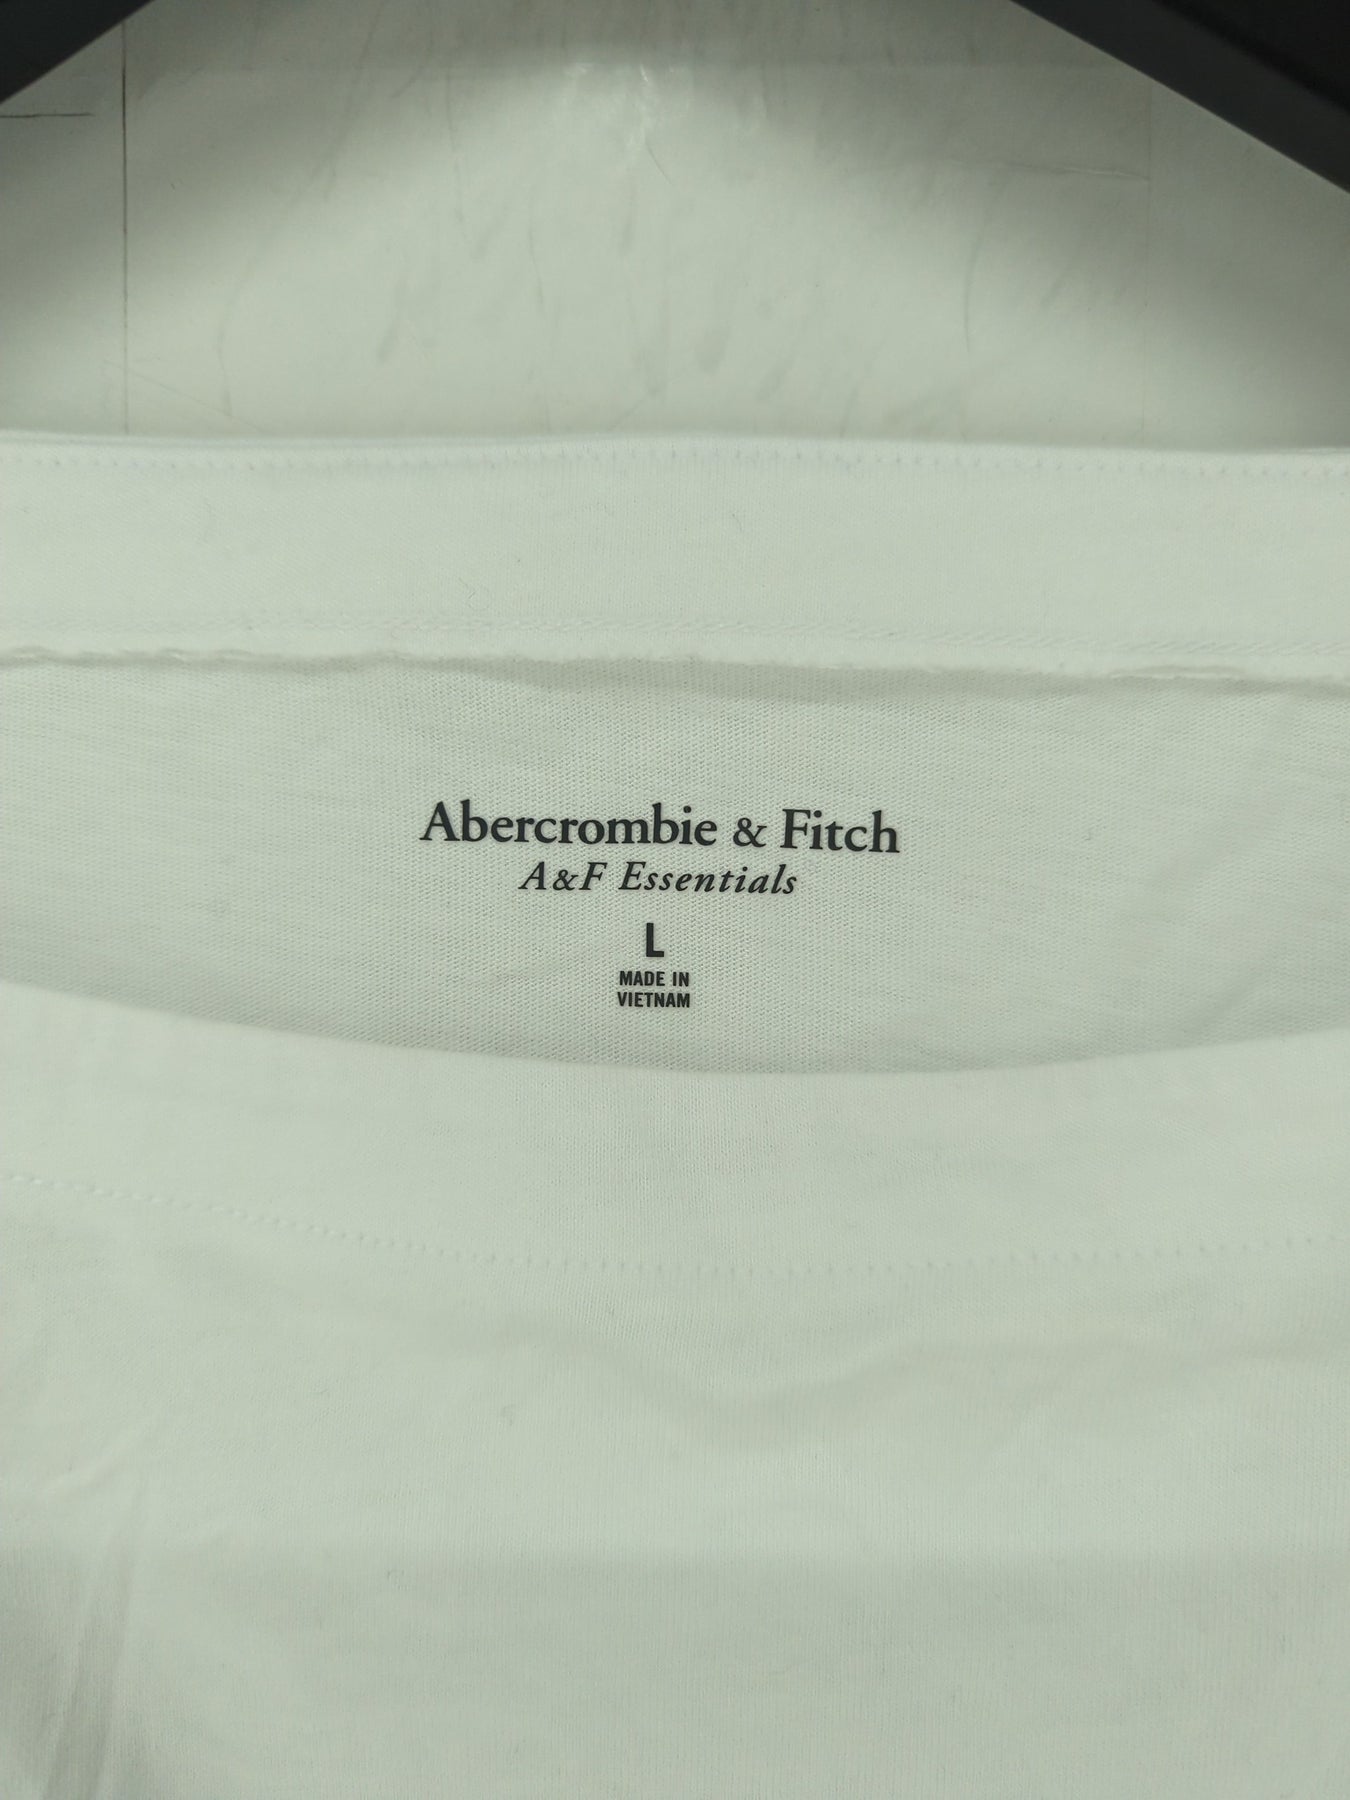 Abercrombie & Fitch
A&F Essentials
L
MADE IN
VIETNAM